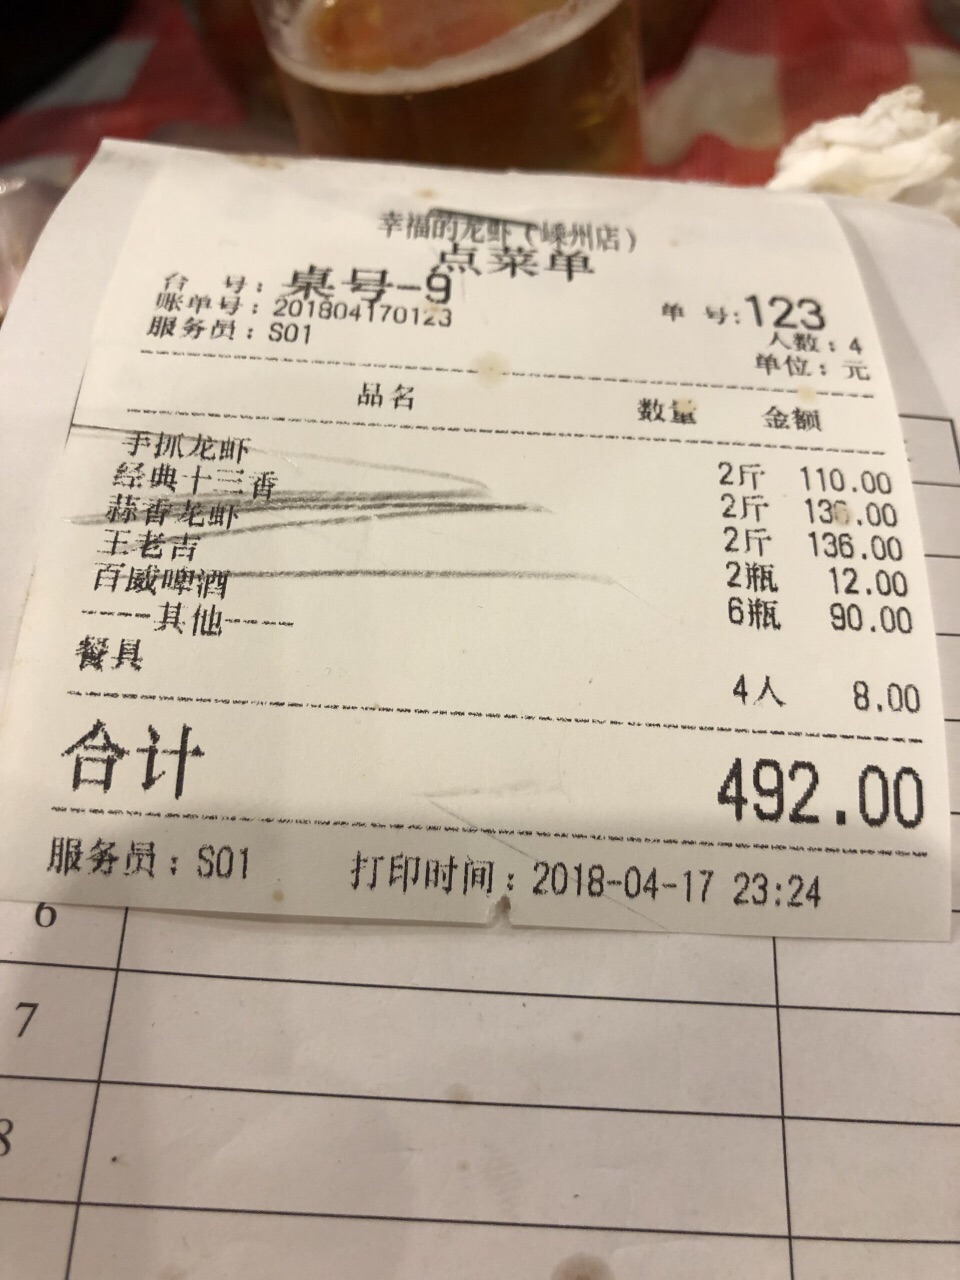 幸福的龙虾（嵊州店）
点菜单
台 号：桌号-9
账单号：201804170123 单 号：123
服务员：S01 人数：4
单位：元
品名 数量 金额
手抓龙虾 2斤 110.00
经典十三香 2斤 136.00
蒜香龙虾 2斤 136.00
王老吉 2瓶 12.00
百威啤酒 6瓶 90.00
----其他----
餐具 4人 8.00
合计 492.00
服务员：S01 打印时间：2018-04-17 23:24
6
7
8